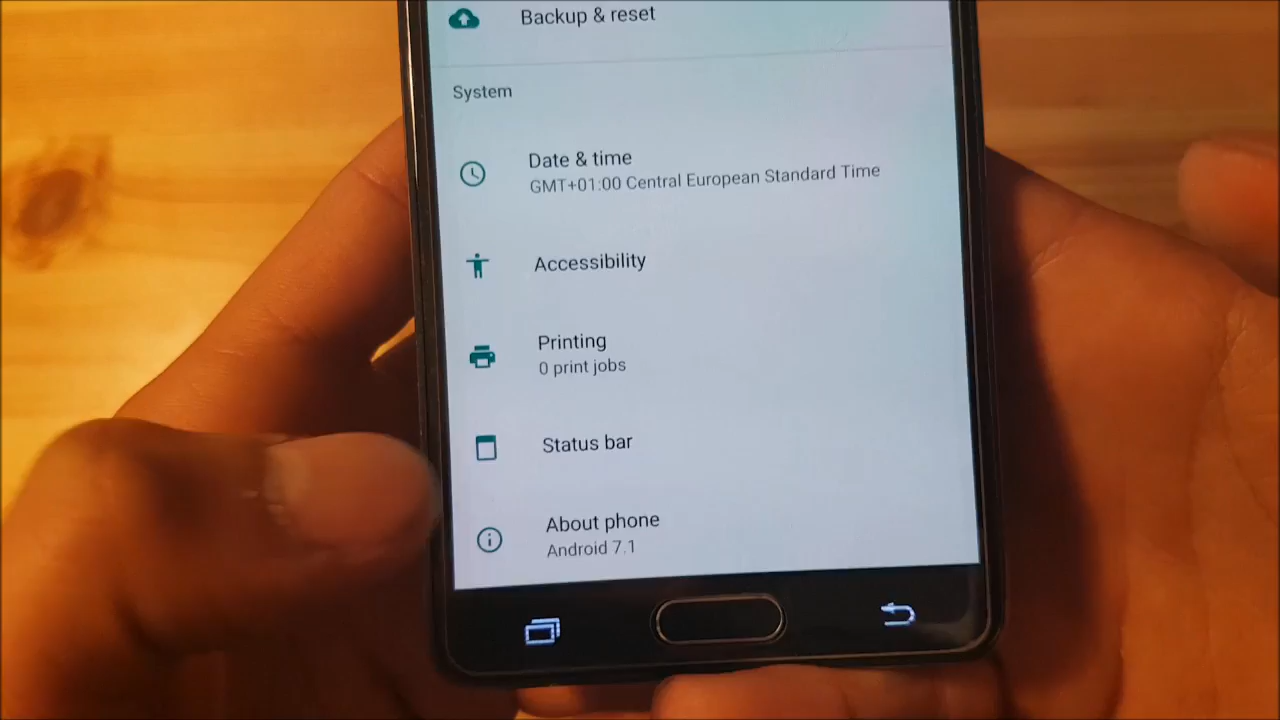 Backup & reset
System
Date & time
GMT+01:00 Central European Standard Time
Accessibility
Printing
0 print jobs
Status bar
About phone
Android 7.1